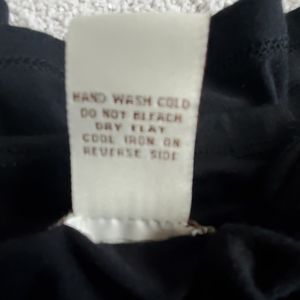 HAND WASH COLD
DO NOT BLEACH
DRY FLAT
COOL IRON ON
REVERSE SIDE